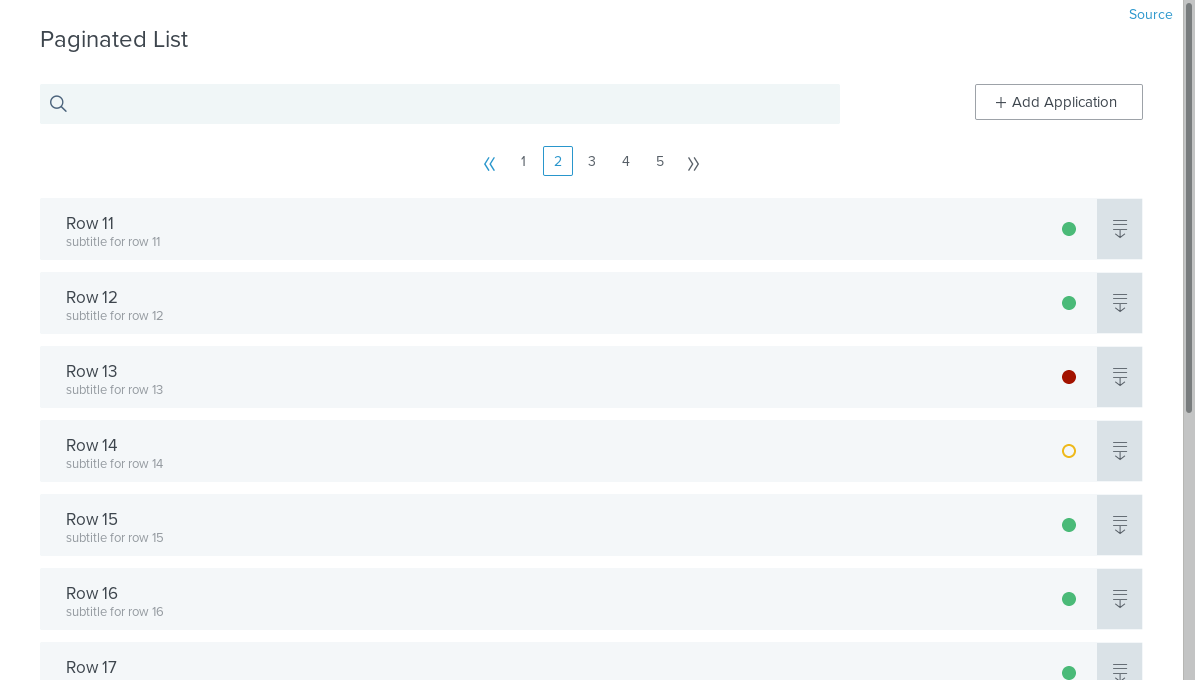 Source
Paginated List
+ Add Application
« 1 2 3 4 5 »
Row 11
subtitle for row 11
Row 12
subtitle for row 12
Row 13
subtitle for row 13
Row 14
subtitle for row 14
Row 15
subtitle for row 15
Row 16
subtitle for row 16
Row 17